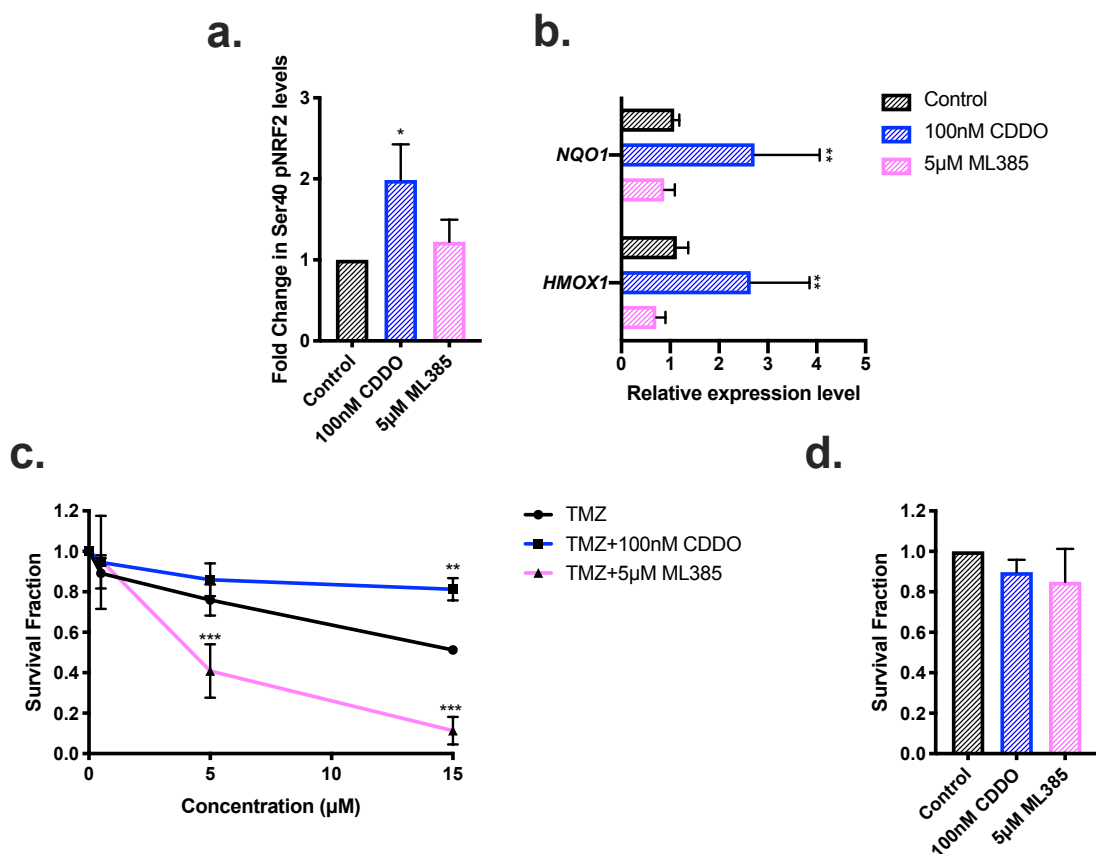 a.
Fold Change in Ser40 pNRF2 levels
3
2
1
0
*
Control
100nM CDDO
5µM ML385
b.
NQO1
HMOX1
**
**
0 1 2 3 4 5
Relative expression level
Control
100nM CDDO
5µM ML385
c.
Survival Fraction
1.2
1.0
0.8
0.6
0.4
0.2
0.0
**
***
***
0 5 10 15
Concentration (µM)
TMZ
TMZ+100nM CDDO
TMZ+5µM ML385
d.
Survival Fraction
1.2
1.0
0.8
0.6
0.4
0.2
0.0
Control
100nM CDDO
5µM ML385